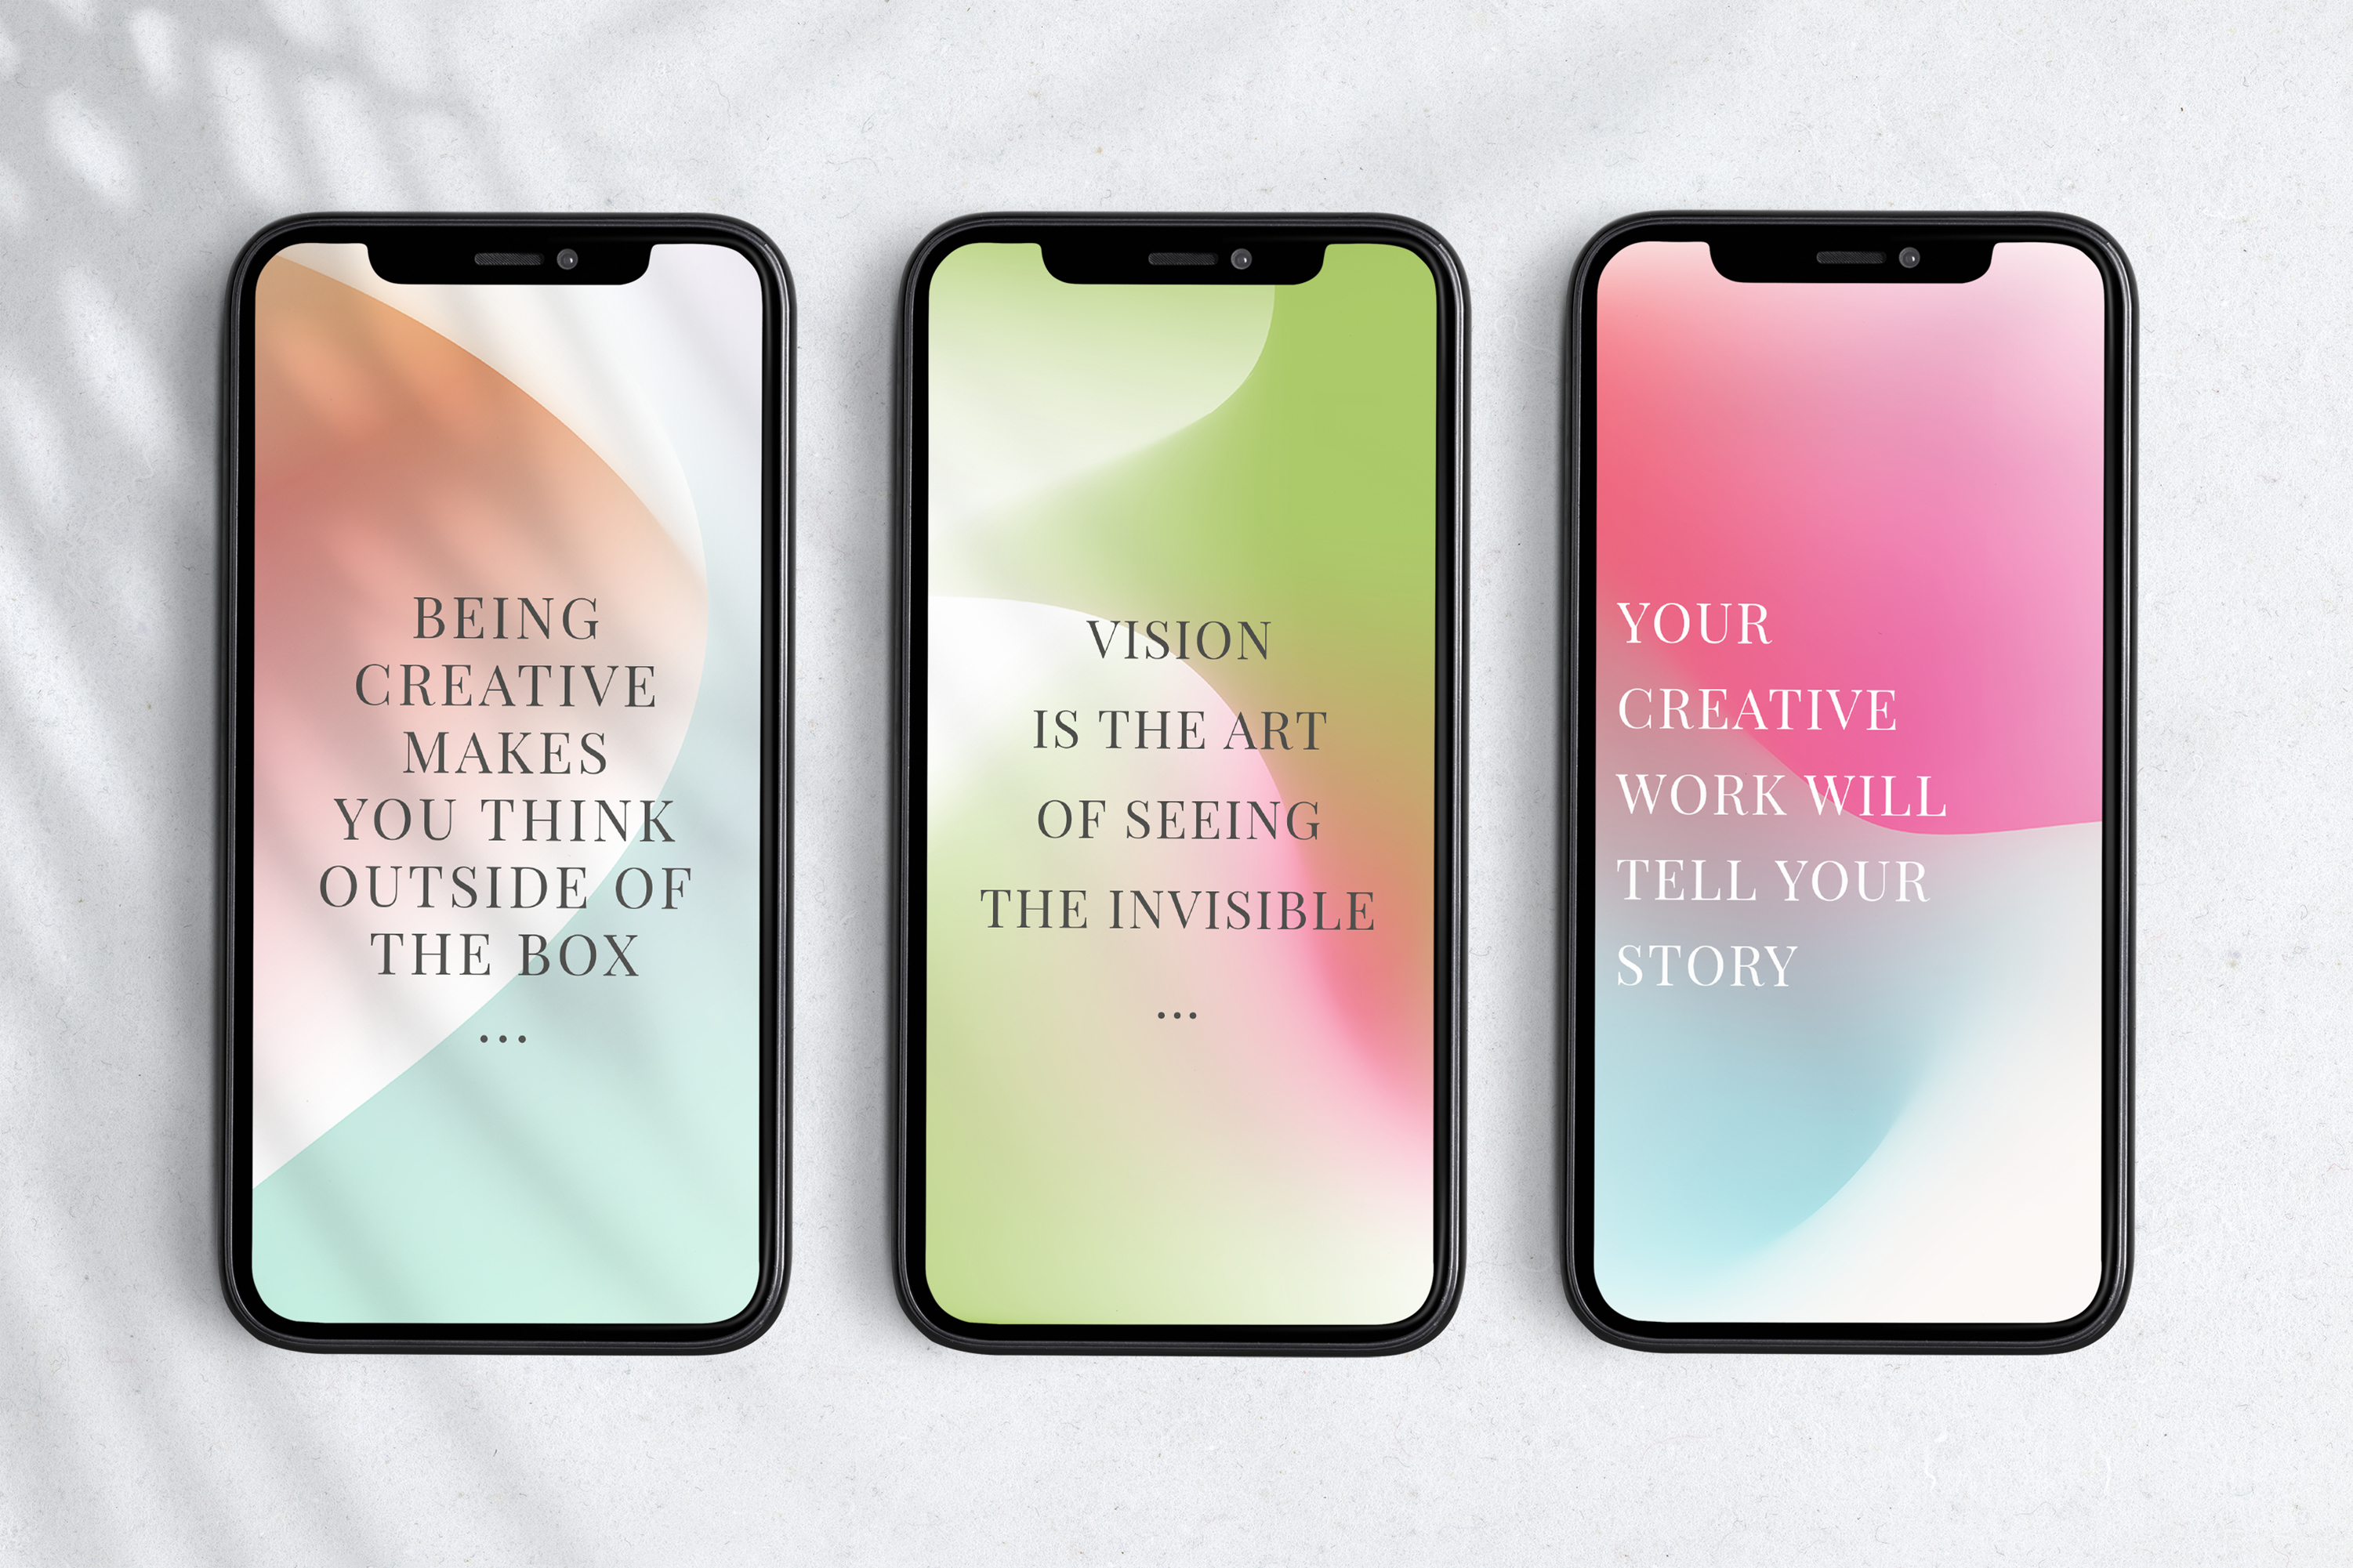 BEING
CREATIVE
MAKES
YOU THINK
OUTSIDE OF
THE BOX
...
VISION
IS THE ART
OF SEEING
THE INVISIBLE
...
YOUR
CREATIVE
WORK WILL
TELL YOUR
STORY